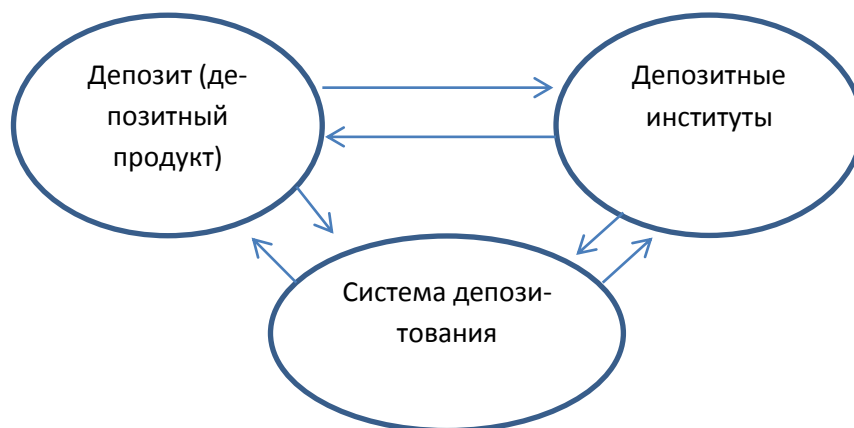 Депозит (де-
позитный
продукт)
Депозитные
институты
Система депози-
тования